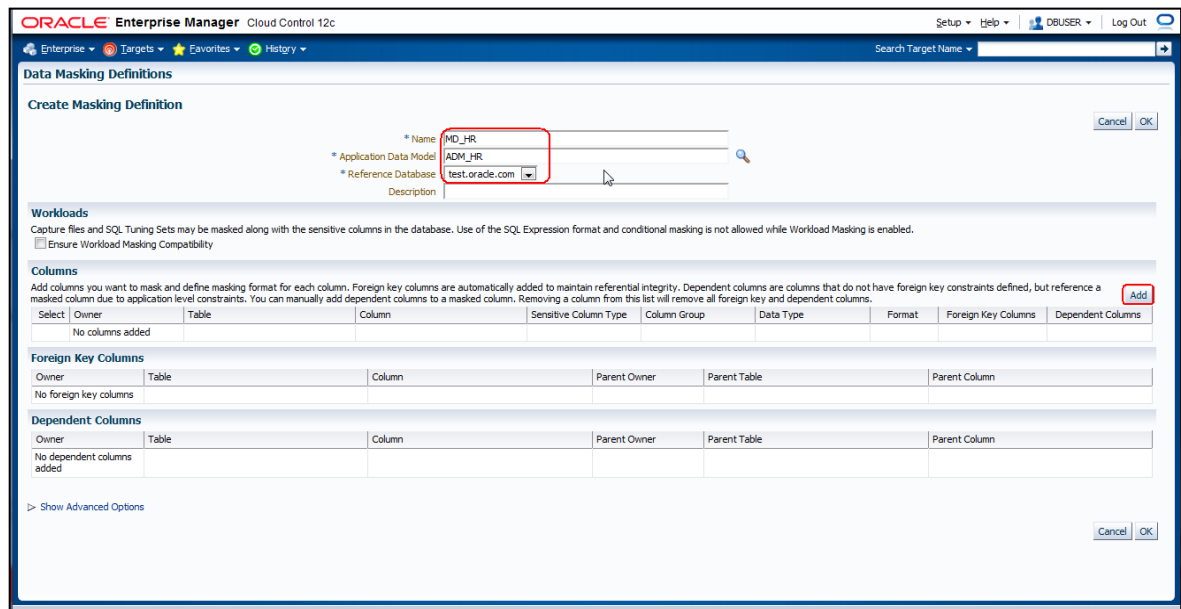 ORACLE Enterprise Manager Cloud Control 12c
Setup Help DBUSER Log Out
Enterprise Targets Favorites History
Search Target Name
Data Masking Definitions
Create Masking Definition
Cancel OK
* Name MD_HR
* Application Data Model ADM_HR
* Reference Database test.oracle.com
Description
Workloads
Capture files and SQL Tuning Sets may be masked along with the sensitive columns in the database. Use of the SQL Expression format and conditional masking is not allowed while Workload Masking is enabled.
Ensure Workload Masking Compatibility
Columns
Add columns you want to mask and define masking format for each column. Foreign key columns are automatically added to maintain referential integrity. Dependent columns are columns that do not have foreign key constraints defined, but reference a
masked column due to application level constraints. You can manually add dependent columns to a masked column. Removing a column from this list will remove all foreign key and dependent columns.
Add
Select Owner Table Column Sensitive Column Type Column Group Data Type Format Foreign Key Columns Dependent Columns
No columns added
Foreign Key Columns
Owner Table Column Parent Owner Parent Table Parent Column
No foreign key columns
Dependent Columns
Owner Table Column Parent Owner Parent Table Parent Column
No dependent columns
added
Show Advanced Options
Cancel OK